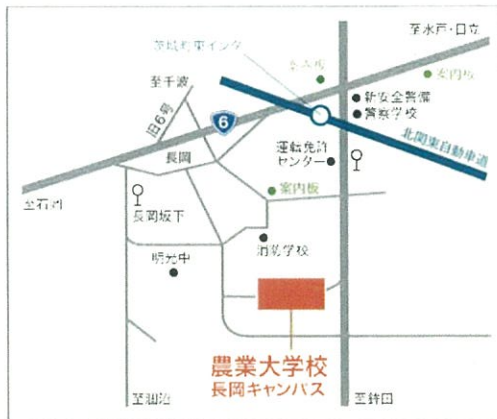 至水戸・日立
茨城町東インター
案内板
案内板
至千波
新安全警備
警察学校
旧6号
6
北関東自動車道
長岡
運転免許
センター
至石岡
案内板
長岡坂下
消防学校
明光中
農業大学校
長岡キャンパス
至涸沼
至鉾田